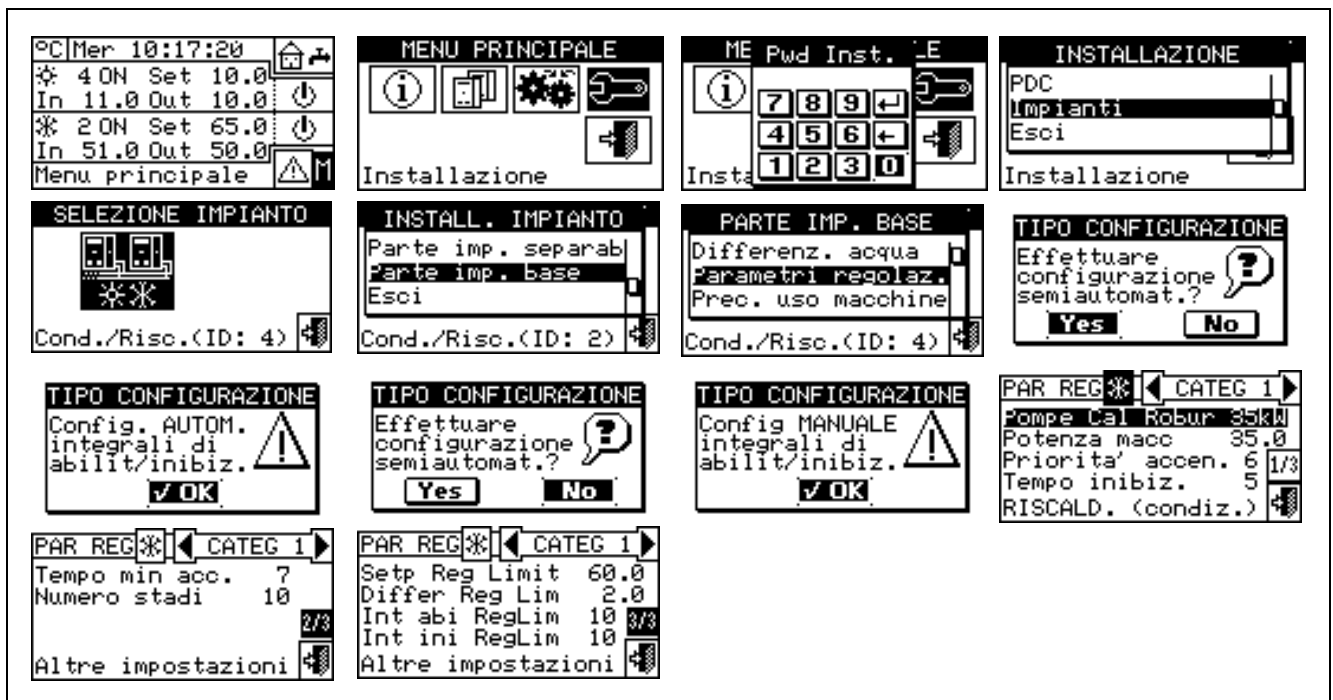 °C Mer 10:17:20
4 ON Set 10.0
In 11.0 Out 10.0
2 ON Set 65.0
In 51.0 Out 50.0
Menu principale M
MENU PRINCIPALE
i
Installazione
ME Pwd Inst. LE
i
7 8 9
4 5 6
1 2 3 0
Insta
INSTALLAZIONE
PDC
Impianti
Esci
Installazione
SELEZIONE IMPIANTO
Cond./Risc.(ID: 4)
INSTALL. IMPIANTO
Parte imp. separab
Parte imp. base
Esci
Cond./Risc.(ID: 2)
PARTE IMP. BASE
Differenz. acqua
Parametri regolaz.
Prec. uso macchine
Cond./Risc.(ID: 4)
TIPO CONFIGURAZIONE
Effettuare
configurazione
semiautomat.?
?
Yes No
TIPO CONFIGURAZIONE
Config. AUTOM.
integrali di
abilit/inibiz.
√ OK
TIPO CONFIGURAZIONE
Effettuare
configurazione
semiautomat.?
?
Yes No
TIPO CONFIGURAZIONE
Config MANUALE
integrali di
abilit/inibiz.
√ OK
PAR REG CATEG 1
Pompe Cal Robur 35kW
Potenza macc 35.0
Priorita' accen. 6
1/3
Tempo inibiz. 5
RISCALD. (condiz.)
PAR REG CATEG 1
Tempo min acc. 7
Numero stadi 10
2/3
Altre impostazioni
PAR REG CATEG 1
Setp Reg Limit 60.0
Differ Reg Lim 2.0
Int abi RegLim 10
3/3
Int ini RegLim 10
Altre impostazioni